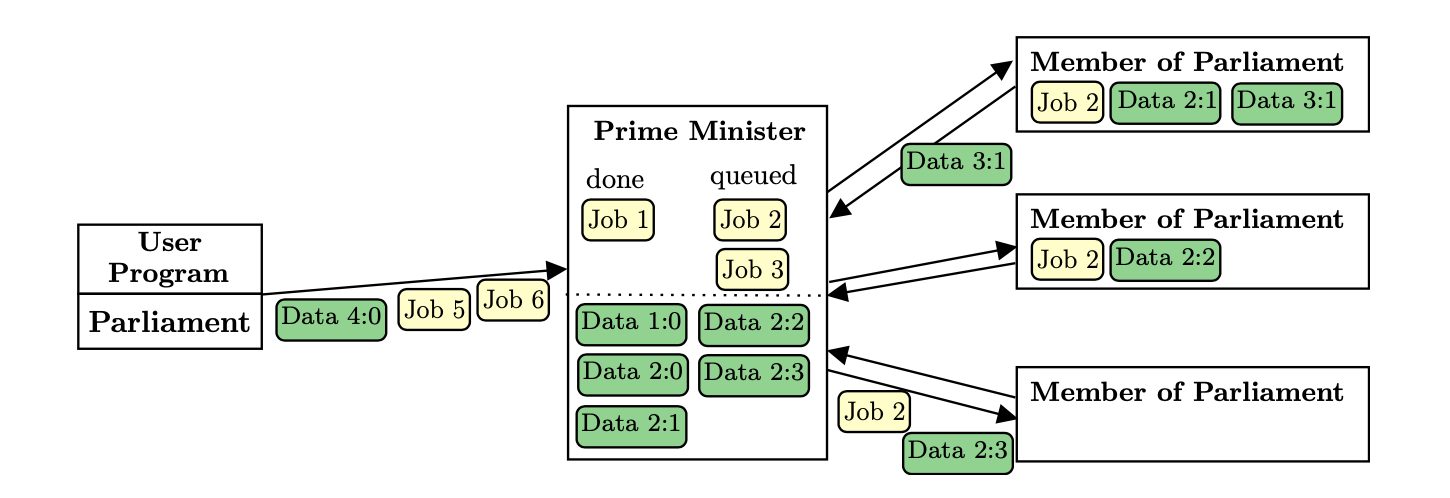 User
Program
Parliament
Data 4:0
Job 5
Job 6
Prime Minister
done
queued
Job 1
Job 2
Job 3
Data 1:0
Data 2:2
Data 2:0
Data 2:3
Data 2:1
Member of Parliament
Job 2
Data 2:1
Data 3:1
Data 3:1
Member of Parliament
Job 2
Data 2:2
Member of Parliament
Job 2
Data 2:3